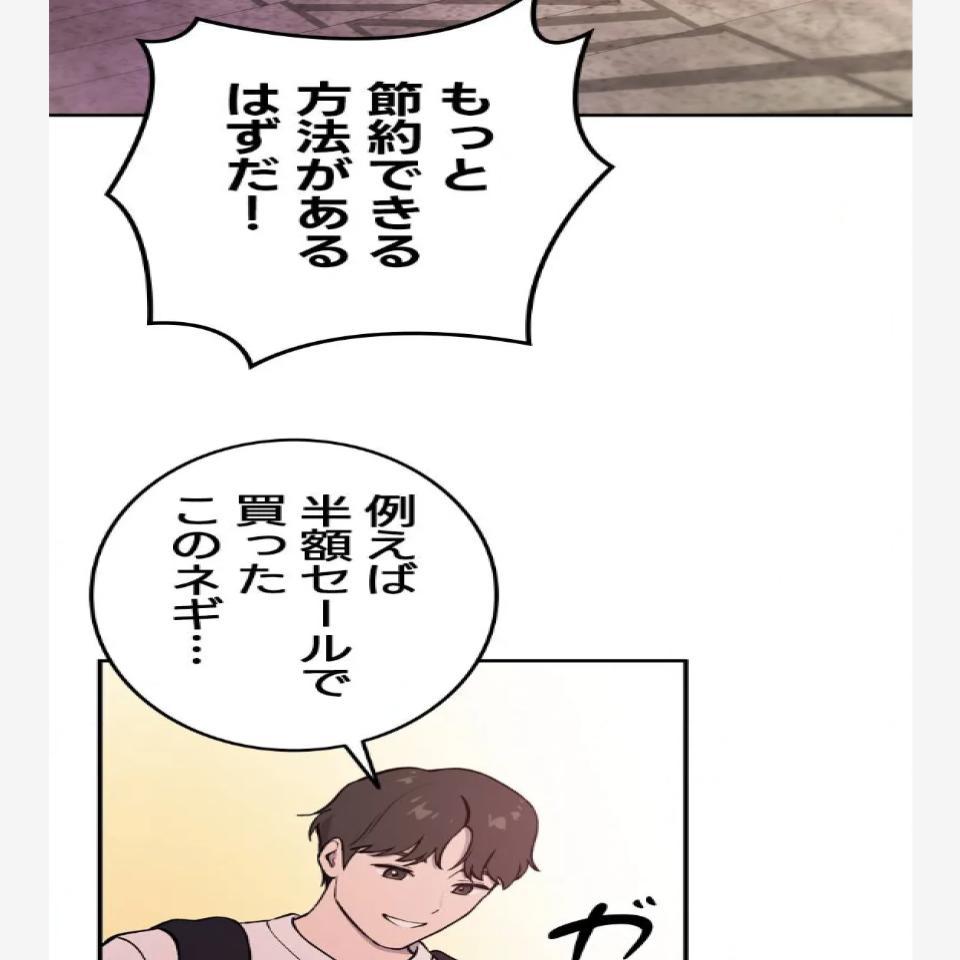 もっと
節約できる
方法がある
はずだ！
例えば
半額セールで
買った
このネギ…
ガ